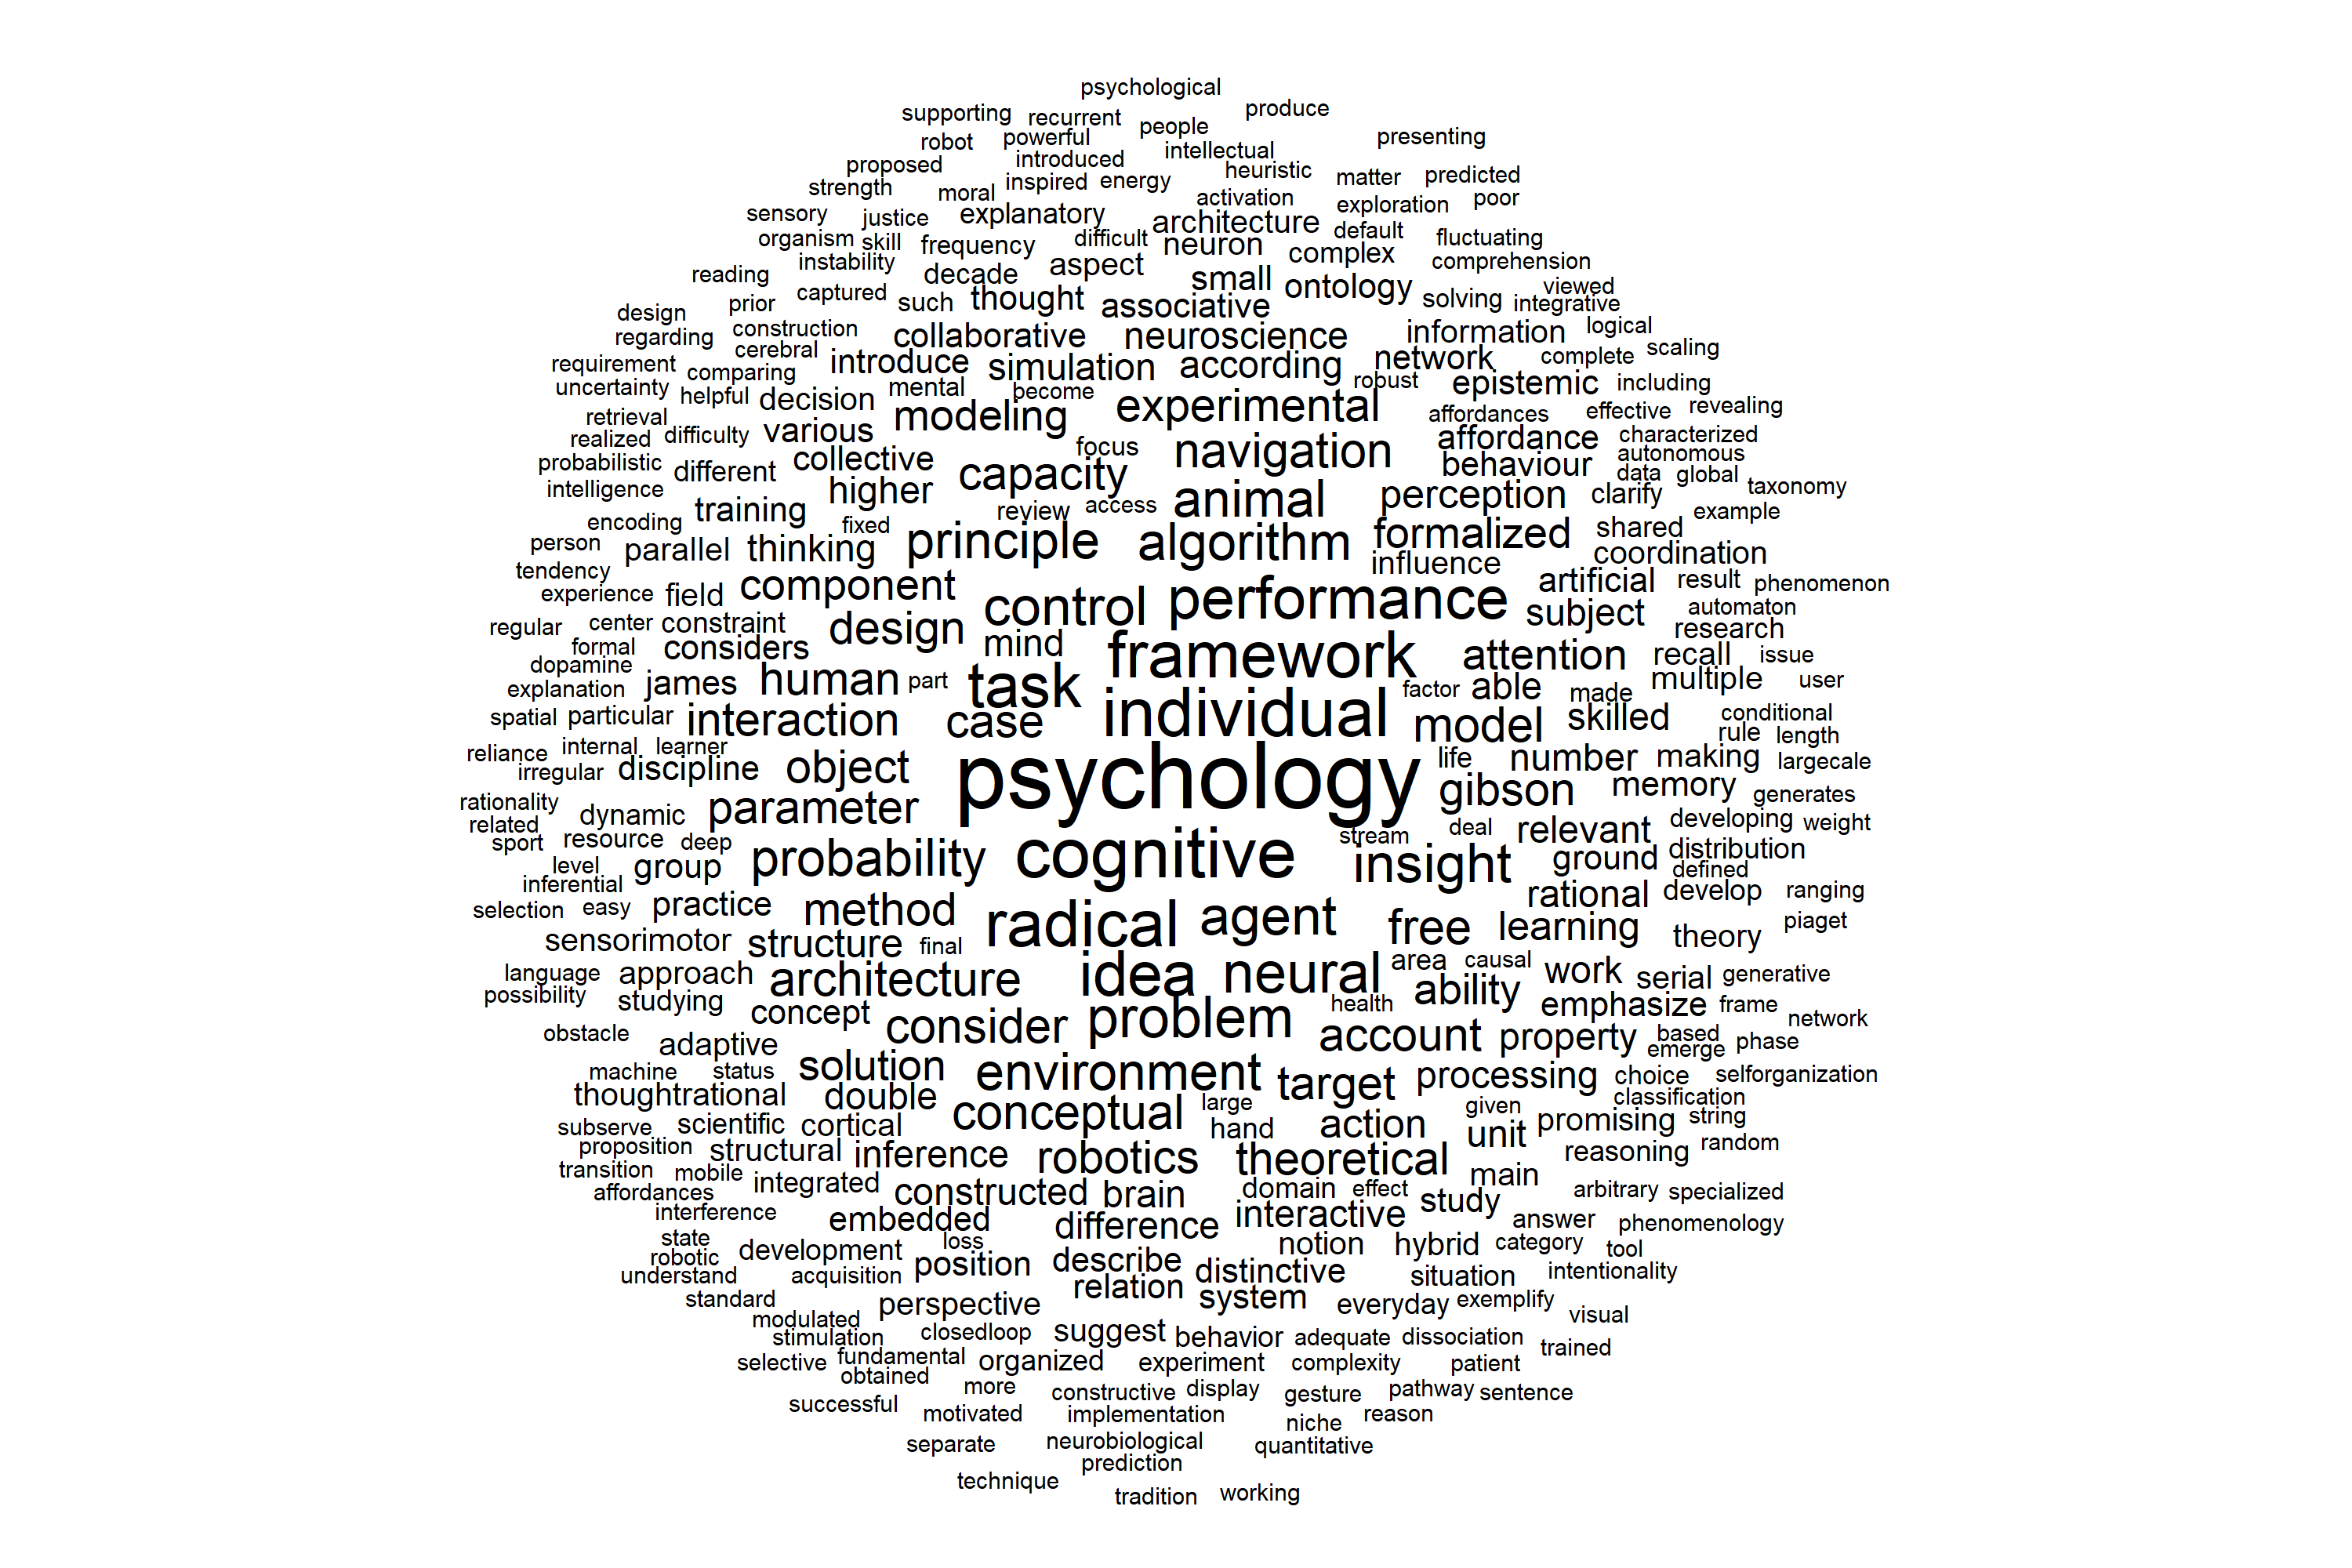 psychological
supporting recurrent people produce
robot powerful presenting
proposed introduced intellectual heuristic
strength moral inspired energy matter predicted
sensory justice explanatory activation exploration poor
architecture
organism skill frequency difficult neuron complex default fluctuating
reading instability decade aspect small ontology comprehension
design prior captured such thought associative solving viewed integrative
regarding construction collaborative neuroscience information logical
requirement cerebral introduce simulation according network complete scaling
uncertainty comparing mental become robust epistemic including
helpful decision
retrieval modeling experimental affordances effective revealing
realized difficulty various affordance characterized
probabilistic different collective focus navigation behaviour autonomous
intelligence higher capacity data global
training review access animal perception clarify taxonomy
encoding fixed example
person parallel thinking principle algorithm formalized shared
tendency influence coordination
experience field component artificial result phenomenon
regular center constraint design control performance subject automaton
formal considers mind research
dopamine framework attention recall issue
explanation james human part task factor able made multiple user
spatial particular interaction case individual model skilled conditional
rule length
reliance internal learner life number making
irregular discipline object psychology largecale
rationality parameter gibson memory generates
related dynamic
sport resource deep stream deal relevant developing weight
level group probability cognitive insight ground distribution
inferential defined
selection easy practice method rational develop ranging
radical agent free learning theory piaget
sensorimotor structure final
language approach architecture idea neural area causal work serial generative
possibility studying concept health ability emphasize frame
obstacle consider problem account property based network
adaptive emerge phase
machine status solution environment target processing choice selforganization
thoughtrational double conceptual large given classification
subserve scientific cortical hand action unit promising string
proposition structural inference robotics theoretical reasoning random
transition mobile integrated main
affordances constructed brain domain effect study arbitrary specialized
interference embedded difference interactive answer phenomenology
state development loss notion hybrid category tool
robotic position describe distinctive
understand acquisition relation situation intentionality
standard perspective system everyday exemplify visual
modulated
stimulation closedloop suggest behavior adequate dissociation trained
selective fundamental organized experiment complexity patient
obtained more constructive display gesture pathway sentence
successful motivated implementation niche reason
separate neurobiological quantitative
prediction
technique tradition working